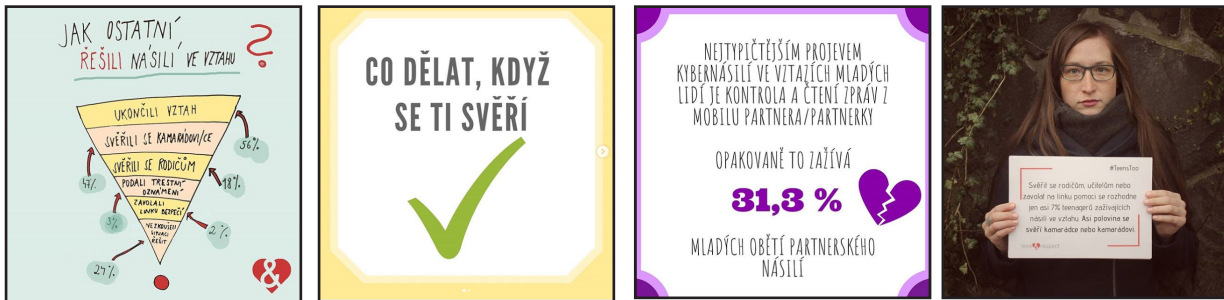 JAK OSTATNÍ
ŘEŠILI NÁSILÍ VE VZTAHU ?
UKONČILI VZTAH
56%
SVĚŘILI SE KAMARÁDOVI/CE
47%
SVĚŘILI SE RODIČŮM
18%
PODALI TRESTNÍ
OZNÁMENÍ
3%
ZAVOLALI
LINKU BEZPEČÍ
2%
NEZKOUŠELI
SITUACI
ŘEŠIT
24%
&
CO DĚLAT, KDYŽ
SE TI SVĚŘÍ
NEJTYPIČTĚJŠÍM PROJEVEM
KYBERNÁSILÍ VE VZTAZÍCH MLADÝCH
LIDÍ JE KONTROLA A ČTENÍ ZPRÁV Z
MOBILU PARTNERA/PARTNERKY
OPAKOVANĚ TO ZAŽÍVÁ
31,3 %
MLADÝCH OBĚTÍ PARTNERSKÉHO
NÁSILÍ
#TeensToo
Svěřit se rodičům, učitelům nebo
zavolat na linku pomoci se rozhodne
jen asi 7% teenagerů zažívajících
násilí ve vztahu. Asi polovina se
svěří kamarádce nebo kamarádovi.